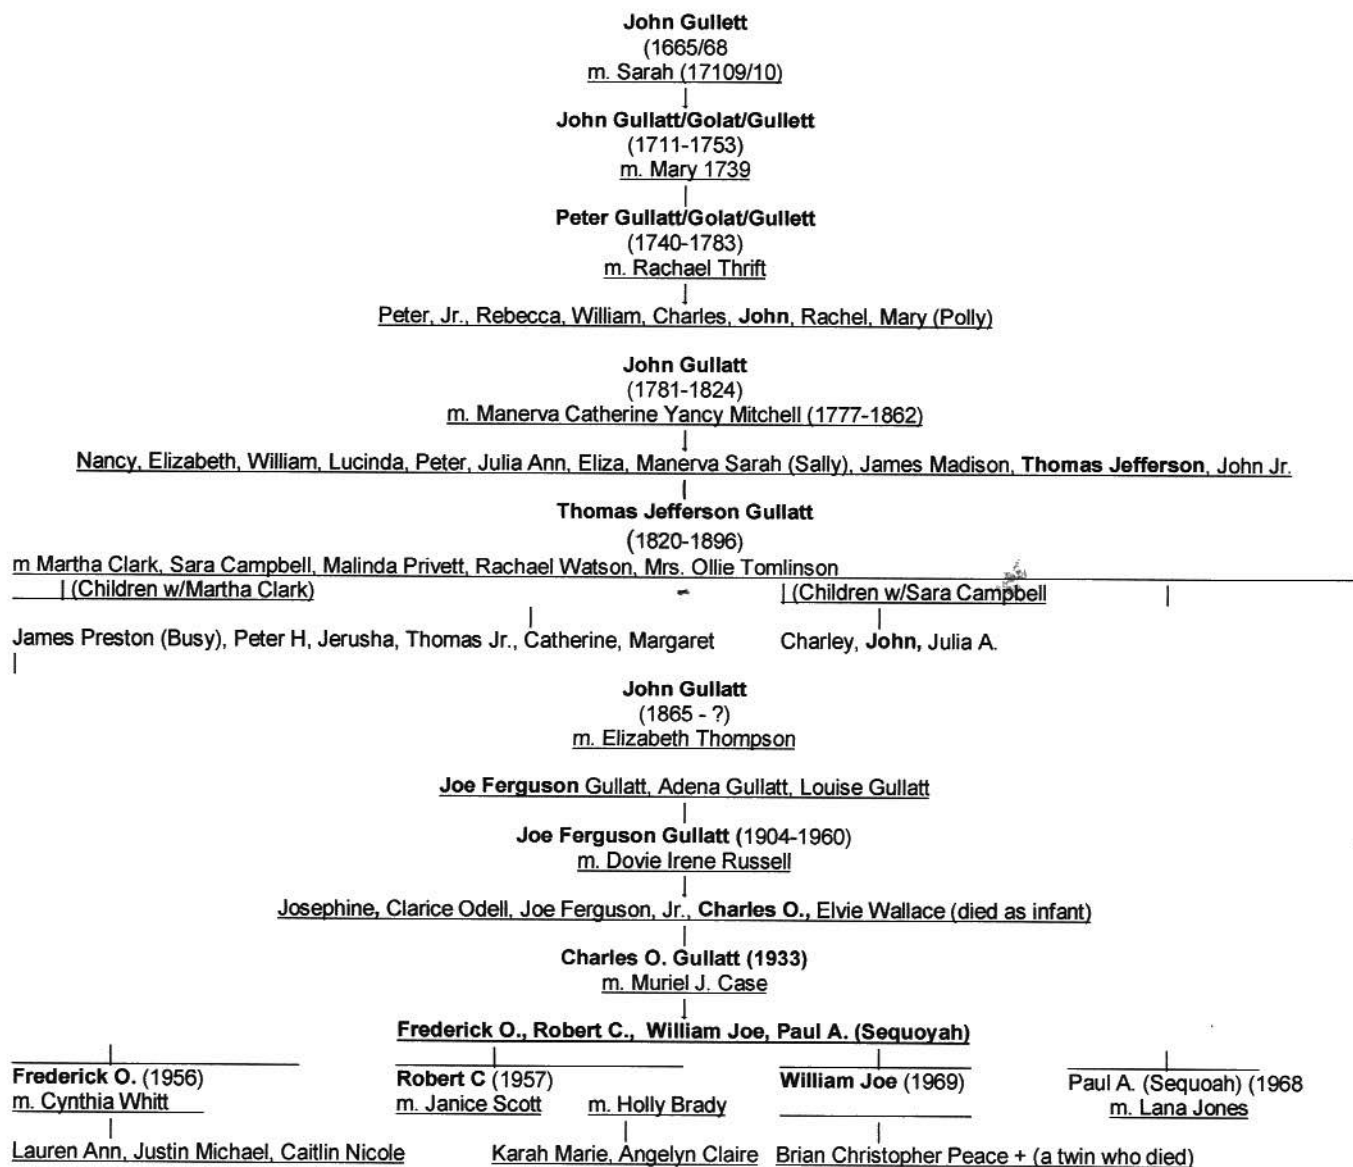 John Gullett
(1665/68
m. Sarah (17109/10)
John Gullatt/Golat/Gullett
(1711-1753)
m. Mary 1739
Peter Gullatt/Golat/Gullett
(1740-1783)
m. Rachael Thrift
Peter, Jr., Rebecca, William, Charles, John, Rachel, Mary (Polly)
John Gullatt
(1781-1824)
m. Manerva Catherine Yancy Mitchell (1777-1862)
Nancy, Elizabeth, William, Lucinda, Peter, Julia Ann, Eliza, Manerva Sarah (Sally), James Madison, Thomas Jefferson, John Jr.
Thomas Jefferson Gullatt
(1820-1896)
m Martha Clark, Sara Campbell, Malinda Privett, Rachael Watson, Mrs. Ollie Tomlinson
(Children w/Martha Clark) (Children w/Sara Campbell
James Preston (Busy), Peter H, Jerusha, Thomas Jr., Catherine, Margaret Charley, John, Julia A.
John Gullatt
(1865 - ?)
m. Elizabeth Thompson
Joe Ferguson Gullatt, Adena Gullatt, Louise Gullatt
Joe Ferguson Gullatt (1904-1960)
m. Dovie Irene Russell
Josephine, Clarice Odell, Joe Ferguson, Jr., Charles O., Elvie Wallace (died as infant)
Charles O. Gullatt (1933)
m. Muriel J. Case
Frederick O., Robert C., William Joe, Paul A. (Sequoyah)
Frederick O. (1956) Robert C (1957) William Joe (1969) Paul A. (Sequoah) (1968
m. Cynthia Whitt m. Janice Scott m. Holly Brady m. Lana Jones
Lauren Ann, Justin Michael, Caitlin Nicole Karah Marie, Angelyn Claire Brian Christopher Peace + (a twin who died)